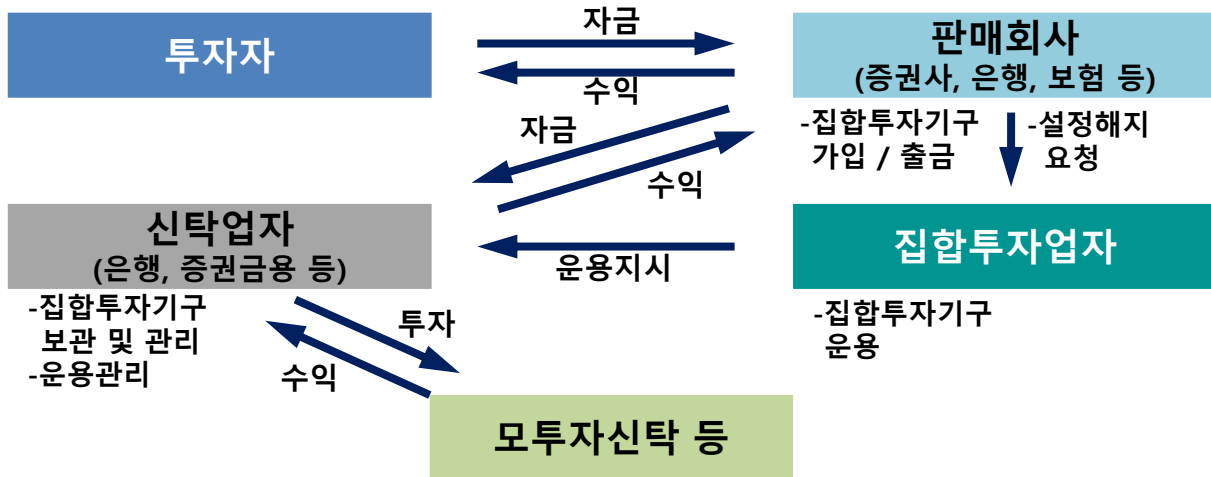 투자자
자금
수익
판매회사
(증권사, 은행, 보험 등)
자금
수익
-집합투자기구
가입 / 출금
-설정해지
요청
신탁업자
(은행, 증권금용 등)
운용지시
집합투자업자
-집합투자기구
보관 및 관리
-운용관리
투자
수익
-집합투자기구
운용
모투자신탁 등